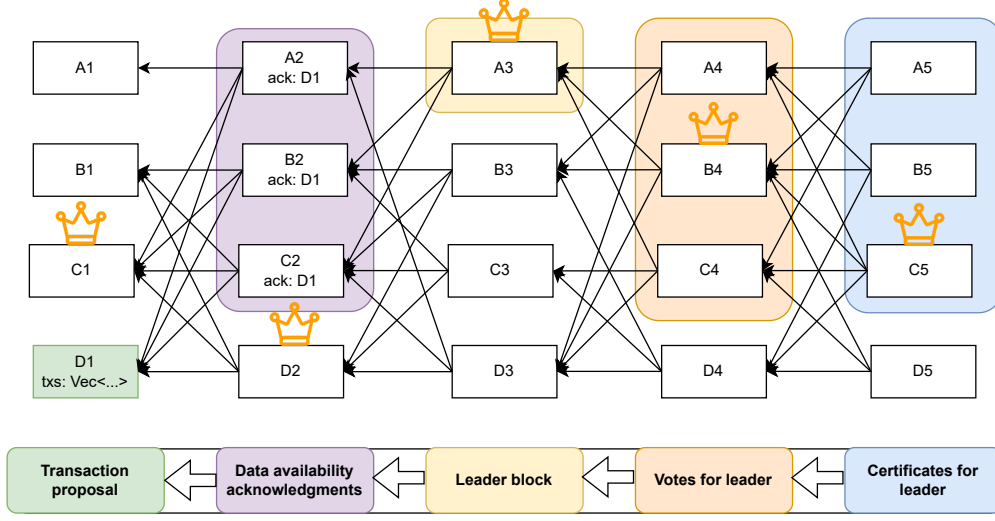 A1
A2
ack: D1
A3
A4
A5
B1
B2
ack: D1
B3
B4
B5
C1
C2
ack: D1
C3
C4
C5
D1
txs: Vec<...>
D2
D3
D4
D5
Transaction
proposal
Data availability
acknowledgments
Leader block
Votes for leader
Certificates for
leader